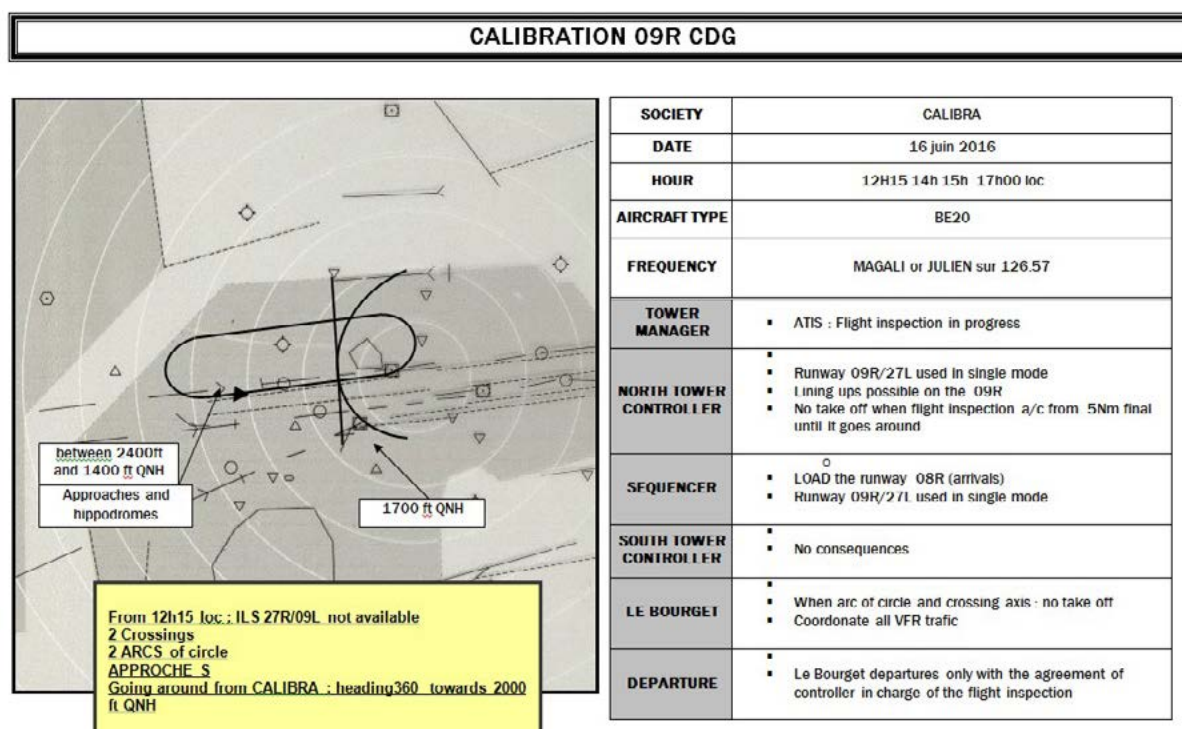 CALIBRATION 09R CDG
between 2400ft
and 1400 ft QNH
Approaches and
hippodromes
1700 ft QNH
From 12h15 loc : ILS 27R/09L not available
2 Crossings
2 ARCS of circle
APPROCHE S
Going around from CALIBRA : heading360 towards 2000
ft QNH
SOCIETY
CALIBRA
DATE
16 juin 2016
HOUR
12H15 14h 15h 17h00 loc
AIRCRAFT TYPE
BE20
FREQUENCY
MAGALI or JULIEN sur 126.57
TOWER
MANAGER
▪ ATIS : Flight inspection in progress
NORTH TOWER
CONTROLLER
▪
▪ Runway 09R/27L used in single mode
▪ Lining ups possible on the 09R
▪ No take off when flight inspection a/c from 5Nm final
until it goes around
SEQUENCER
o
▪ LOAD the runway 08R (arrivals)
▪ Runway 09R/27L used in single mode
SOUTH TOWER
CONTROLLER
▪
▪ No consequences
LE BOURGET
▪
▪ When arc of circle and crossing axis : no take off
▪ Coordonate all VFR trafic
DEPARTURE
▪
▪ Le Bourget departures only with the agreement of
controller in charge of the flight inspection